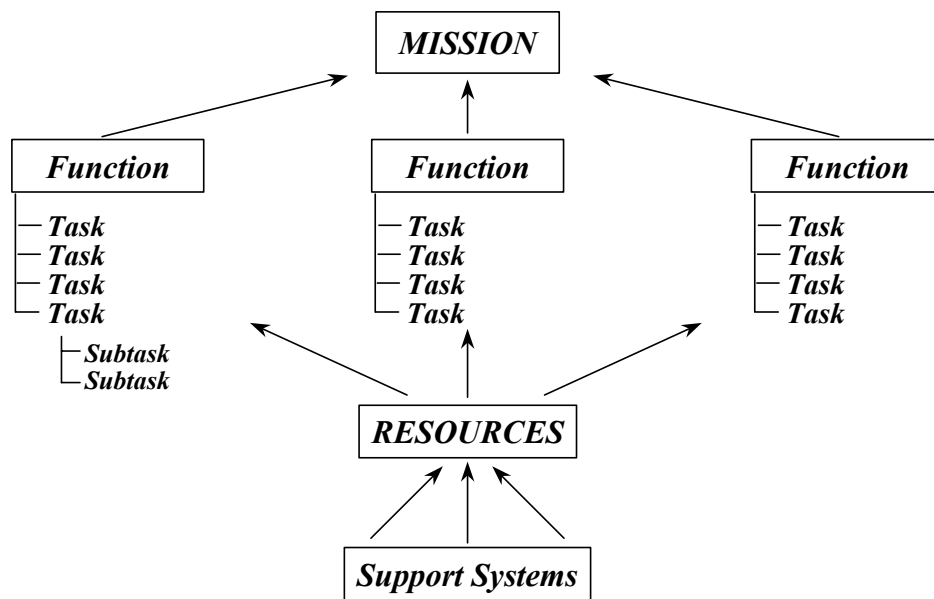 MISSION
Function Function Function
Task Task Task
Task Task Task
Task Task Task
Task Task Task
Subtask
Subtask
RESOURCES
Support Systems